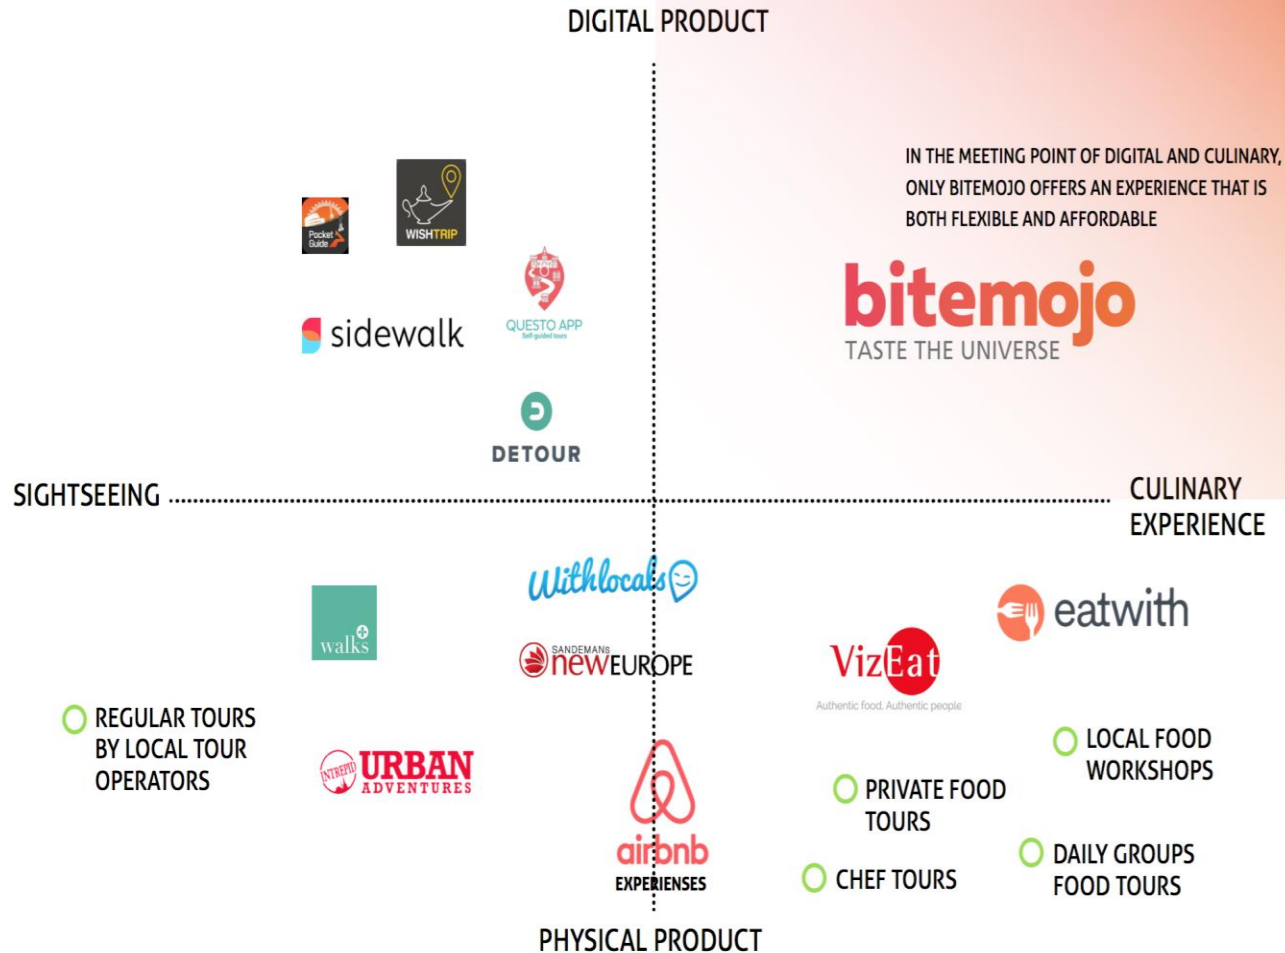 DIGITAL PRODUCT
IN THE MEETING POINT OF DIGITAL AND CULINARY,
ONLY BITEMOJO OFFERS AN EXPERIENCE THAT IS
BOTH FLEXIBLE AND AFFORDABLE
Pocket
Guide
WISHTRIP
bitemojo
TASTE THE UNIVERSE
sidewalk
QUESTO APP
Self-guided tours
DETOUR
SIGHTSEEING
CULINARY
EXPERIENCE
walks
Withlocals
SANDEMANs
newEUROPE
VizEat
Authentic food, Authentic people
eatwith
REGULAR TOURS
BY LOCAL TOUR
OPERATORS
INTREPID
URBAN
ADVENTURES
airbnb
EXPERIENSES
LOCAL FOOD
WORKSHOPS
PRIVATE FOOD
TOURS
CHEF TOURS
DAILY GROUPS
FOOD TOURS
PHYSICAL PRODUCT